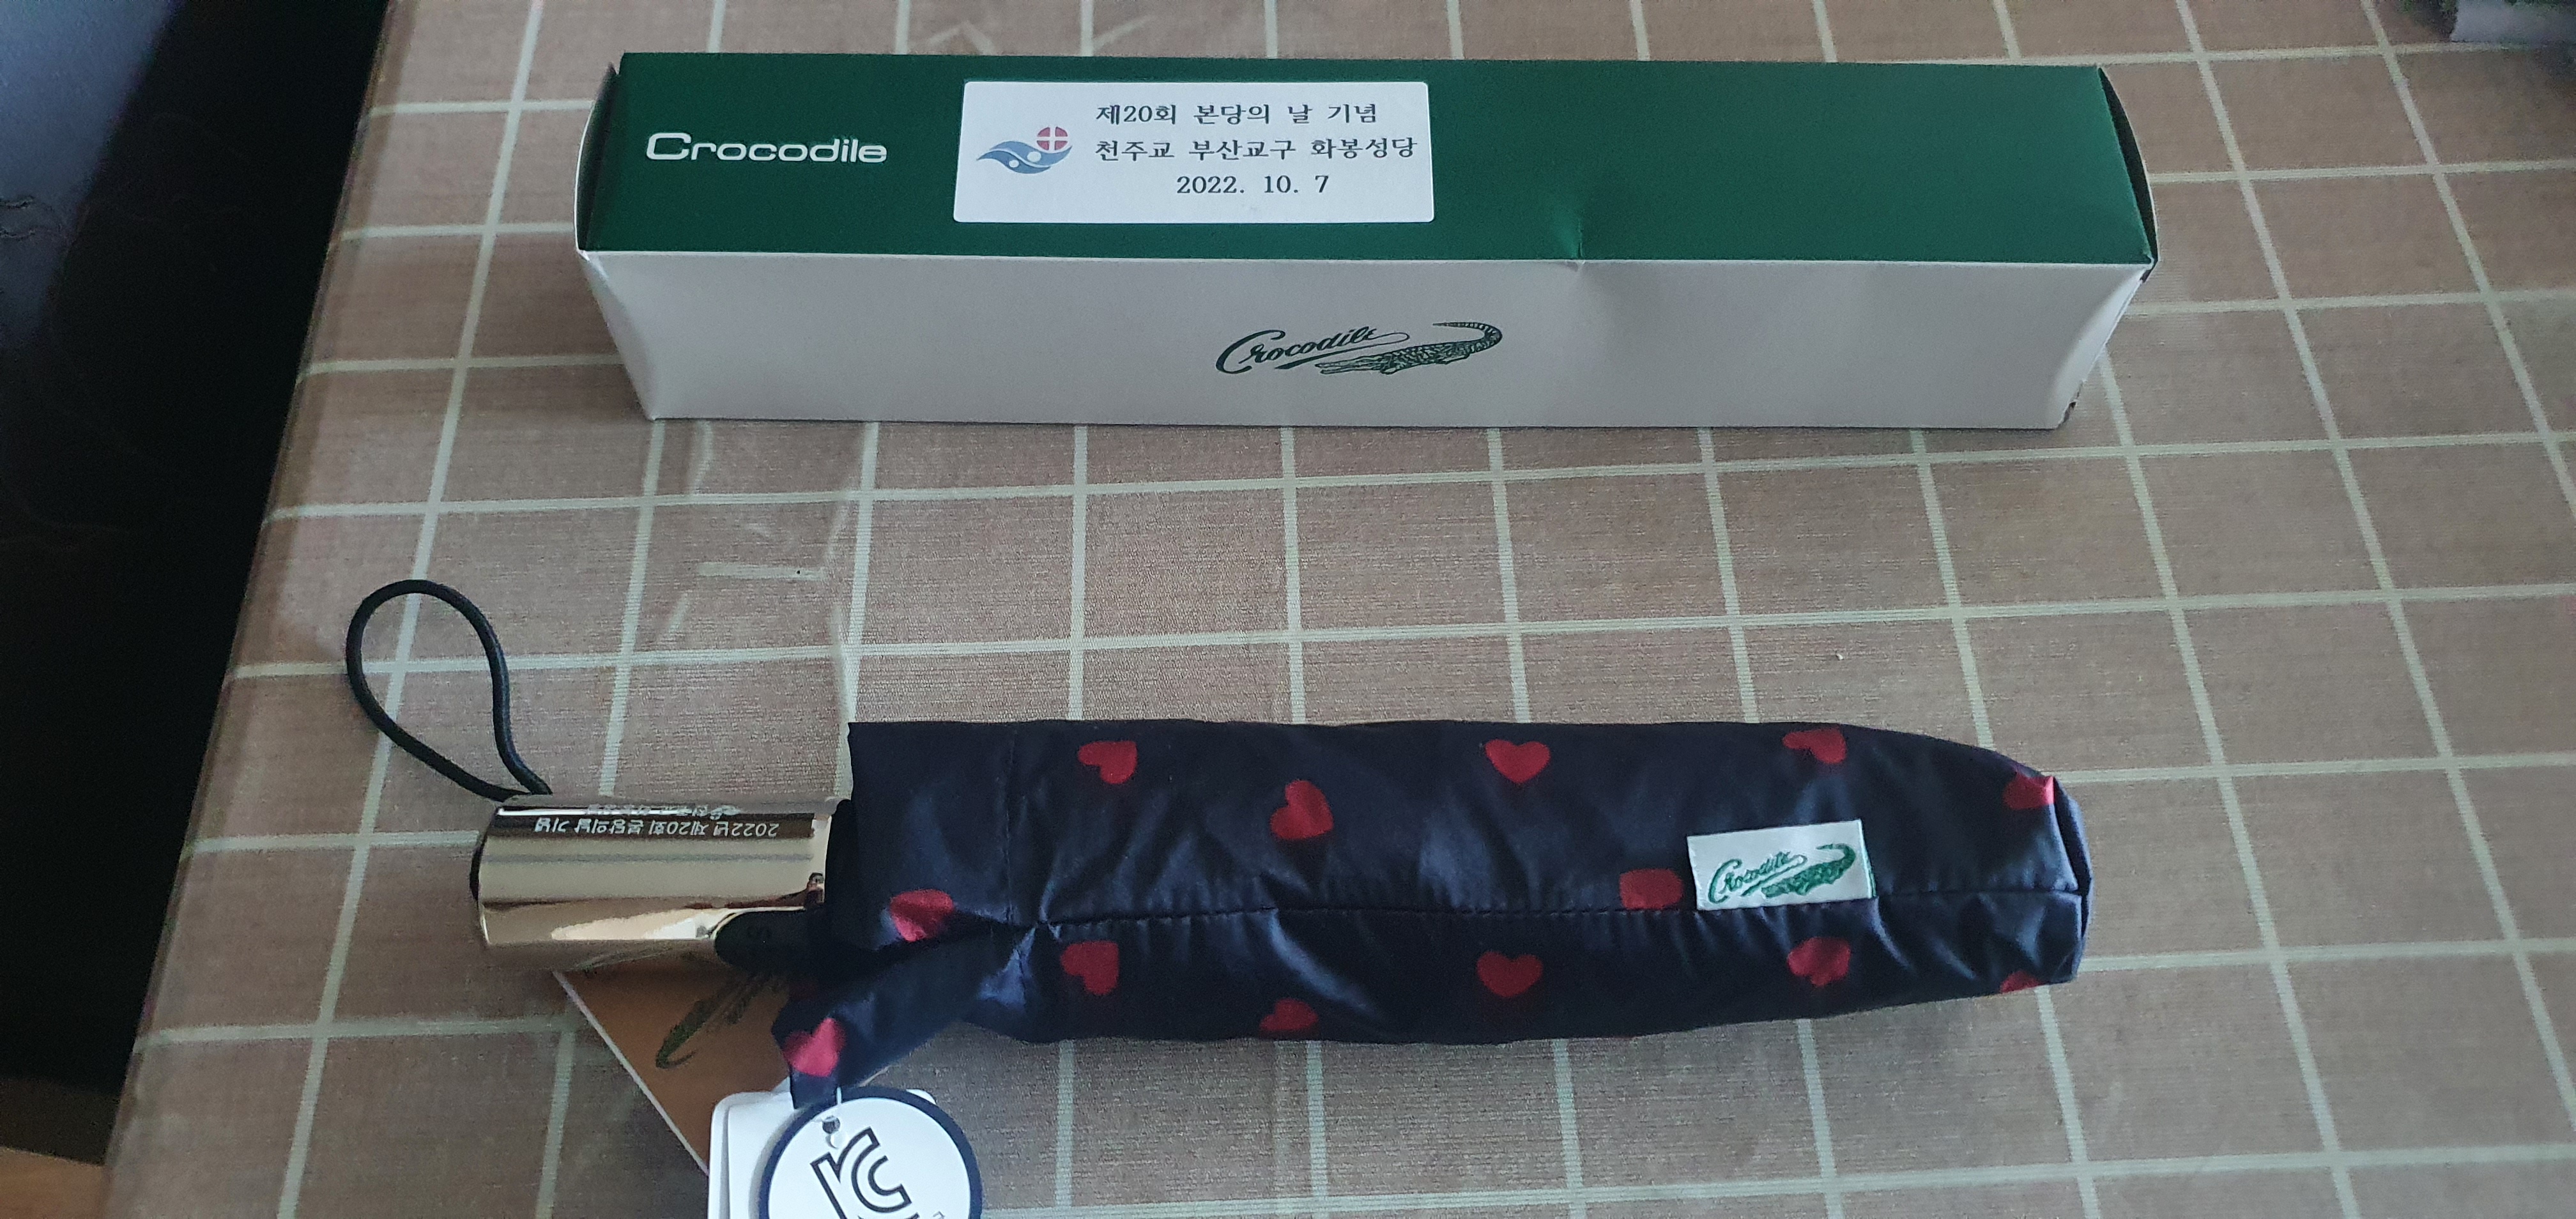 Crocodile
제20회 본당의 날 기념
천주교 부산교구 화봉성당
2022. 10. 7
Crocodile
2022년 제20회 본당의날 기념
Crocodile